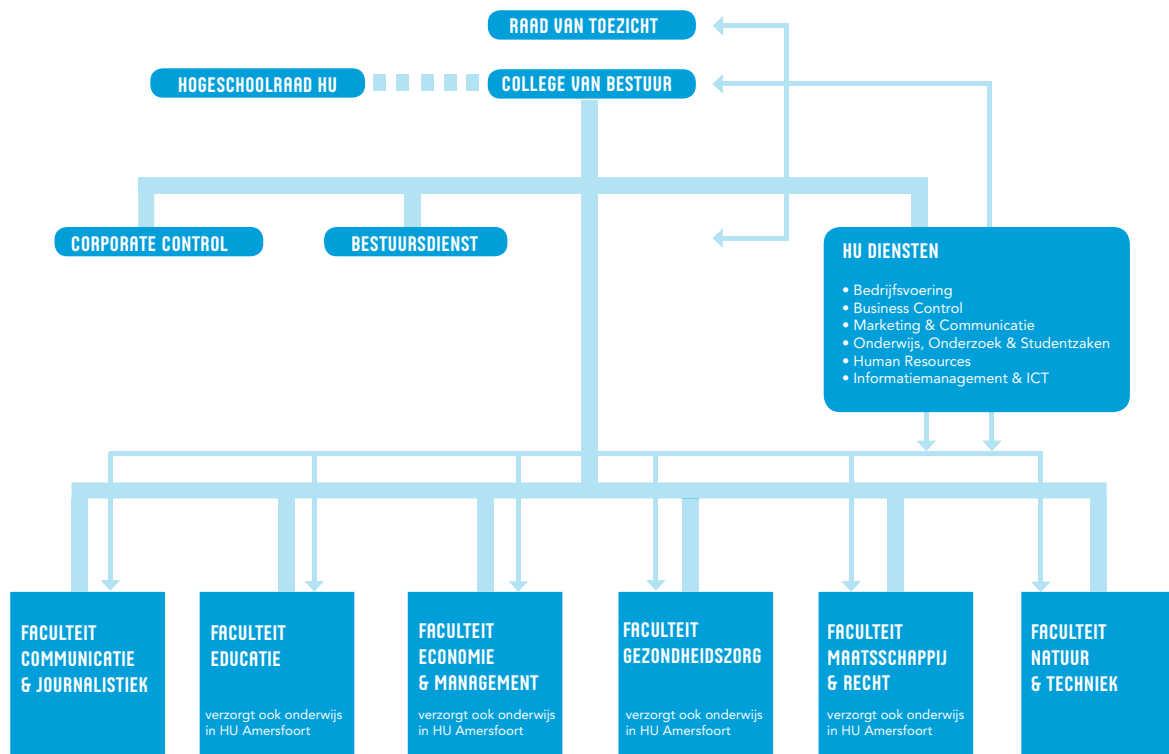 RAAD VAN TOEZICHT
HOGESCHOOLRAAD HU
COLLEGE VAN BESTUUR
CORPORATE CONTROL
BESTUURSDIENST
HU DIENSTEN
• Bedrijfsvoering
• Business Control
• Marketing & Communicatie
• Onderwijs, Onderzoek & Studentzaken
• Human Resources
• Informatiemanagement & ICT
FACULTEIT
COMMUNICATIE
& JOURNALISTIEK
FACULTEIT
EDUCATIE
verzorgt ook onderwijs
in HU Amersfoort
FACULTEIT
ECONOMIE
& MANAGEMENT
verzorgt ook onderwijs
in HU Amersfoort
FACULTEIT
GEZONDHEIDSZORG
verzorgt ook onderwijs
in HU Amersfoort
FACULTEIT
MAATSSCHAPPIJ
& RECHT
verzorgt ook onderwijs
in HU Amersfoort
FACULTEIT
NATUUR
& TECHNIEK